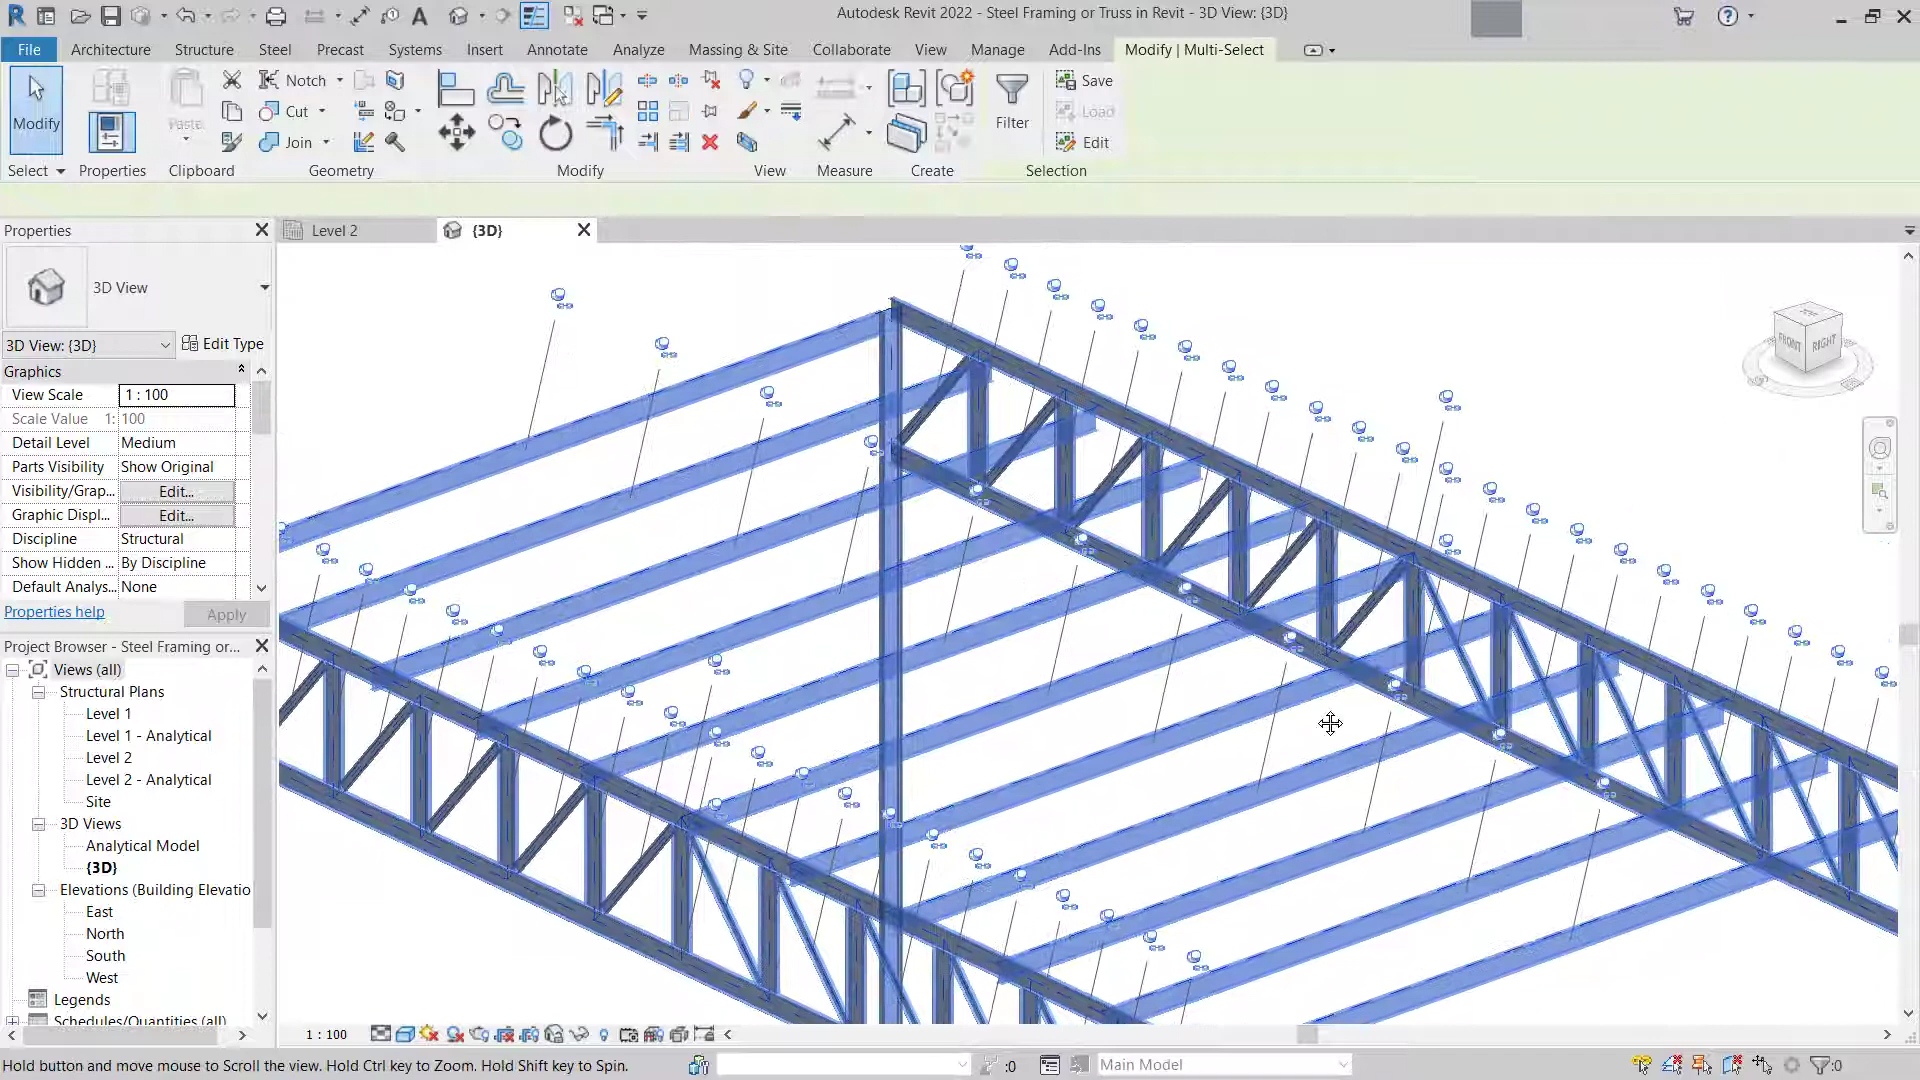 Autodesk Revit 2022 - Steel Framing or Truss in Revit - 3D View: {3D}
File Architecture Structure Steel Precast Systems Insert Annotate Analyze Massing & Site Collaborate View Manage Add-Ins Modify | Multi-Select
Modify
Paste
Notch
Cut
Join
Filter
Save
Load
Edit
Select Properties Clipboard Geometry Modify View Measure Create Selection
Properties
Level 2
{3D}
3D View
3D View: {3D}
Edit Type
Graphics
View Scale 1 : 100
Scale Value 1: 100
Detail Level Medium
Parts Visibility Show Original
Visibility/Grap... Edit...
Graphic Displ... Edit...
Discipline Structural
Show Hidden ... By Discipline
Default Analys... None
Properties help
Apply
Project Browser - Steel Framing or...
Views (all)
Structural Plans
Level 1
Level 1 - Analytical
Level 2
Level 2 - Analytical
Site
3D Views
Analytical Model
{3D}
Elevations (Building Elevatio
East
North
South
West
Legends
Schedules/Quantities (all)
TOP
FRONT
RIGHT
1 : 100
Hold button and move mouse to Scroll the view. Hold Ctrl key to Zoom. Hold Shift key to Spin.
:0
Main Model
:0